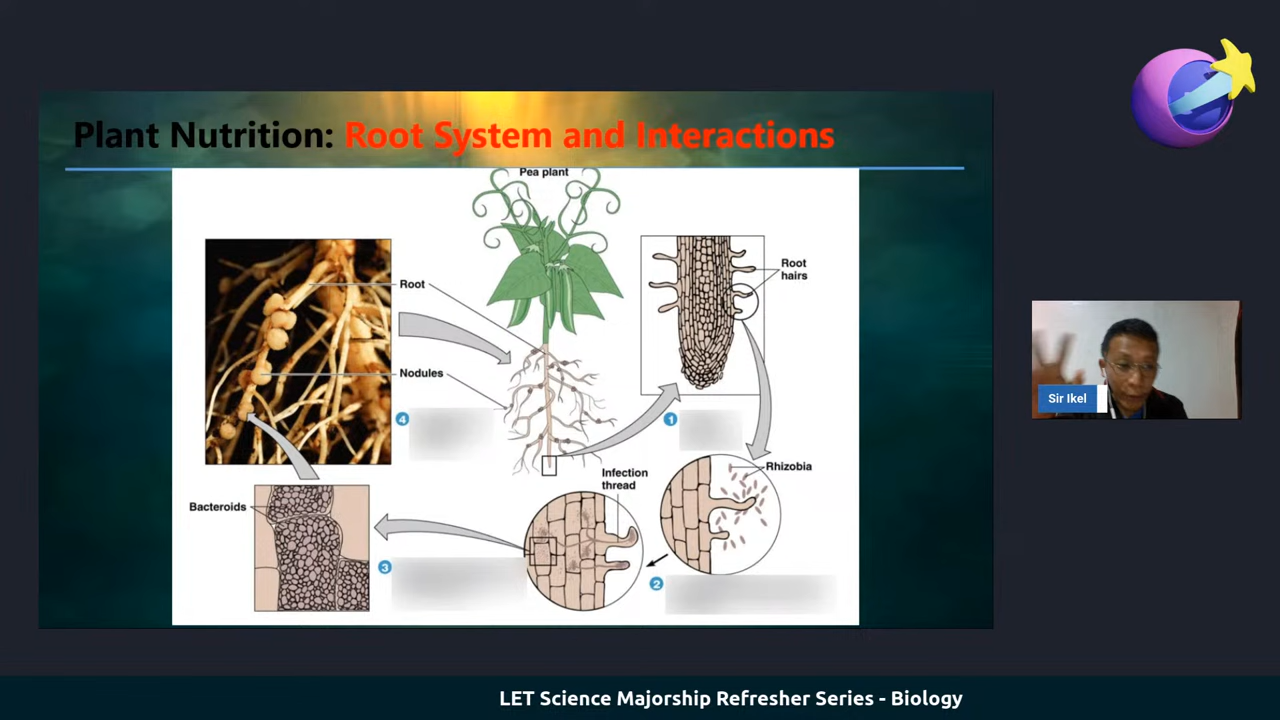 Plant Nutrition: Root System and Interactions
Pea plant
Root
hairs
Root
Nodules
4
1
Rhizobia
Infection
thread
Bacteroids
3
2
Sir Ikel
LET Science Majorship Refresher Series - Biology